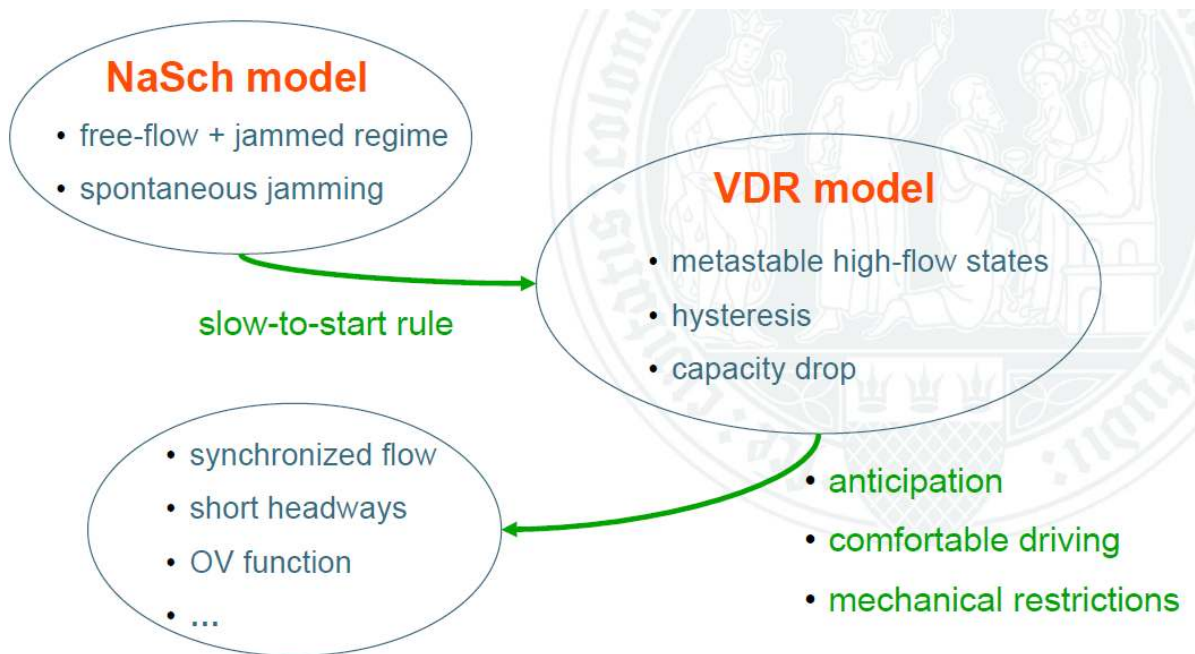 NaSch model
• free-flow + jammed regime
• spontaneous jamming
slow-to-start rule
VDR model
• metastable high-flow states
• hysteresis
• capacity drop
• anticipation
• comfortable driving
• mechanical restrictions
• synchronized flow
• short headways
• OV function
• ...